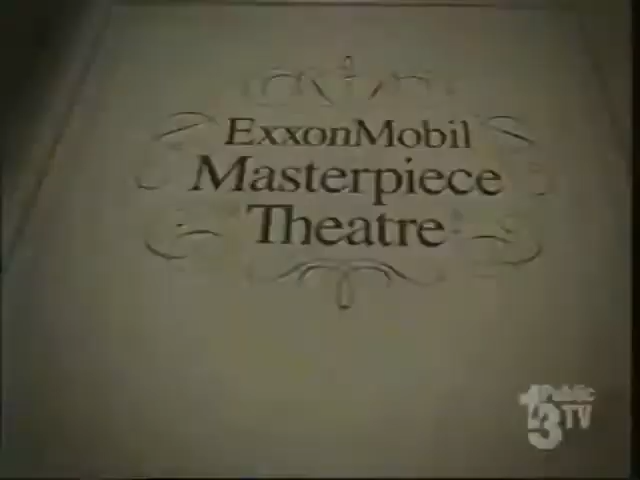 ExxonMobil
Masterpiece
Theatre
13 Public
TV